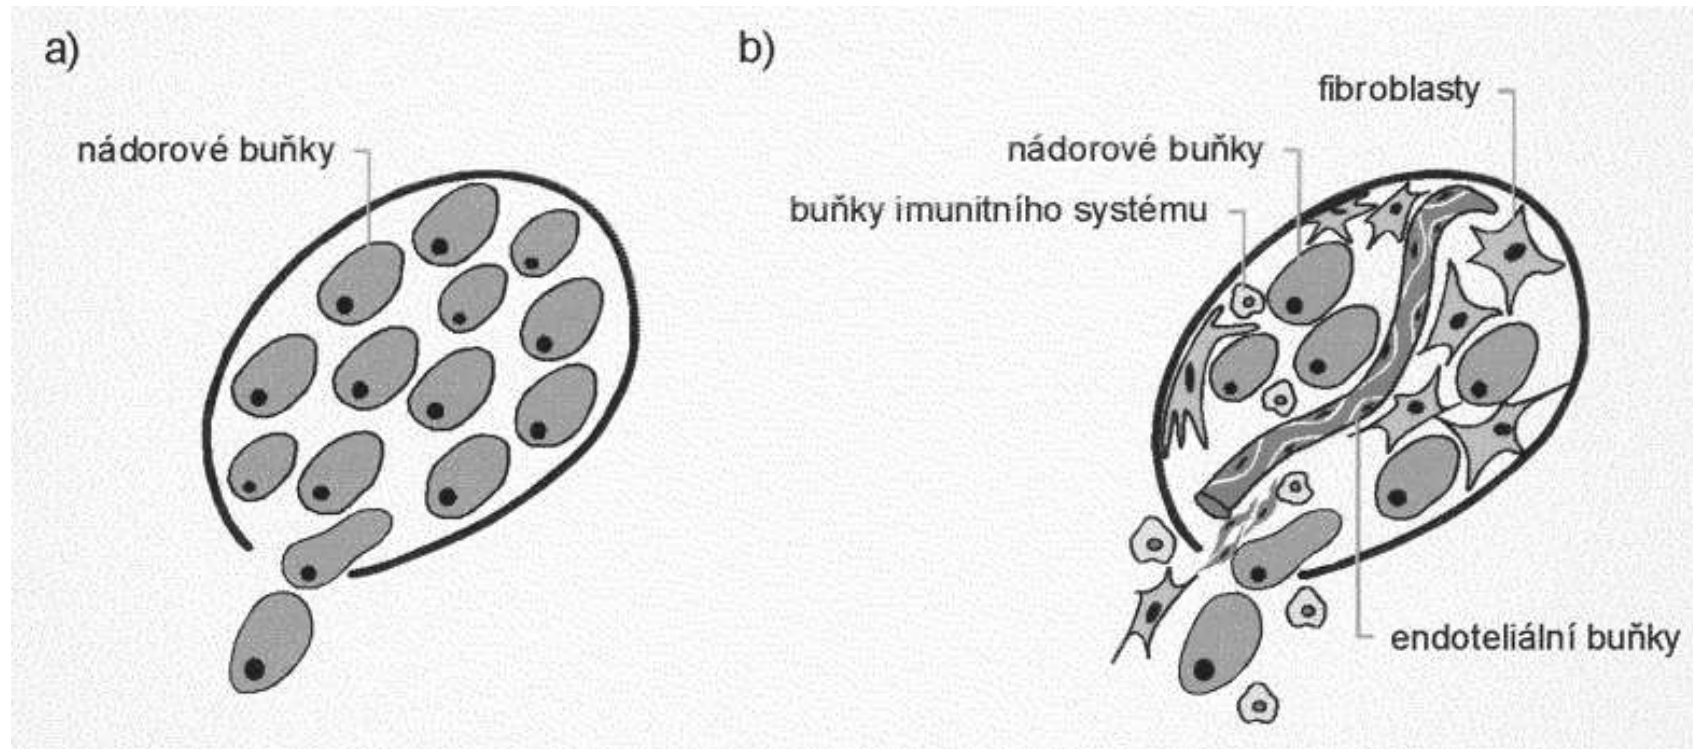 a)
nádorové buňky
b)
fibroblasty
nádorové buňky
buňky imunitního systému
endoteliální buňky